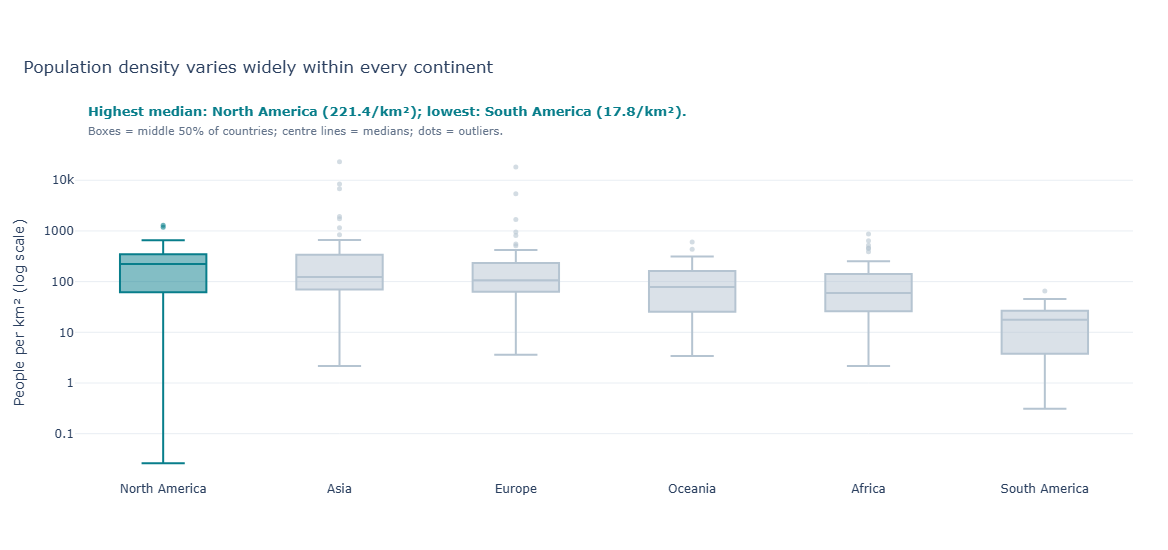 Population density varies widely within every continent
Highest median: North America (221.4/km²); lowest: South America (17.8/km²).
Boxes = middle 50% of countries; centre lines = medians; dots = outliers.
People per km² (log scale)
10k
1000
100
10
1
0.1
North America
Asia
Europe
Oceania
Africa
South America